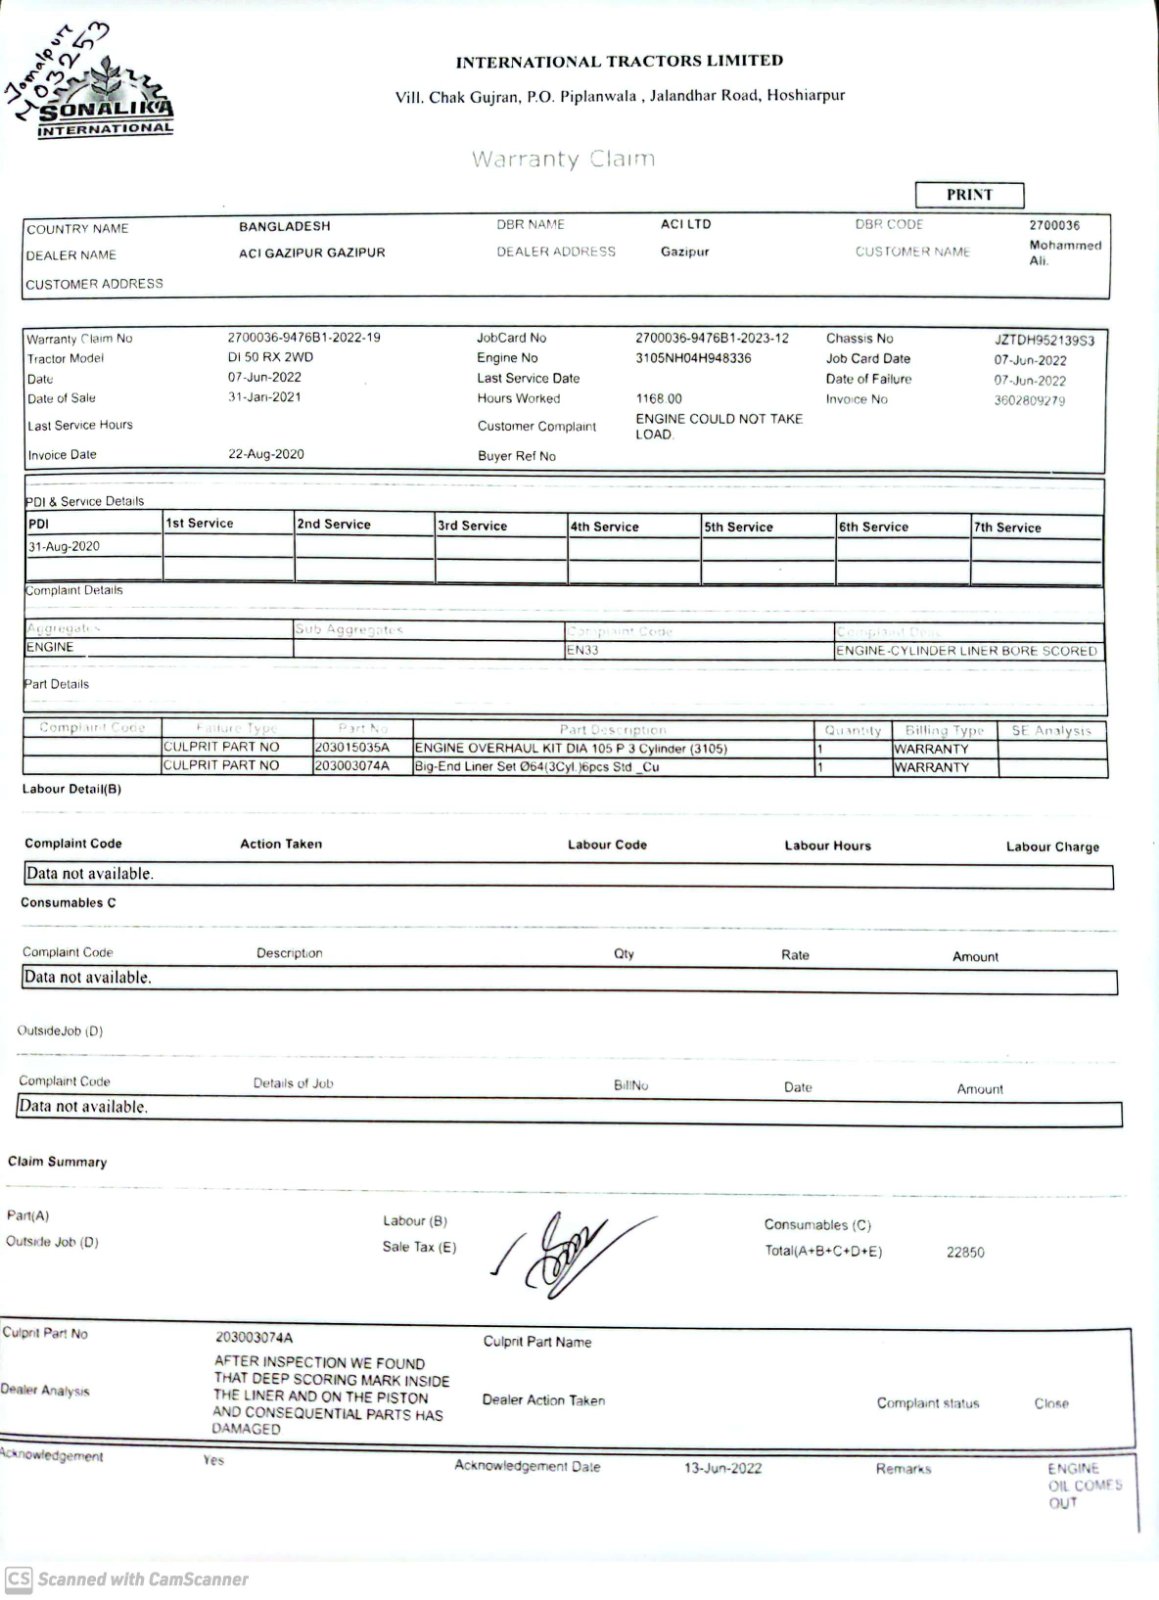 Jamalpur
403253
SONALIKA
INTERNATIONAL
INTERNATIONAL TRACTORS LIMITED
Vill. Chak Gujran, P.O. Piplanwala , Jalandhar Road, Hoshiarpur
Warranty Claim
PRINT
COUNTRY NAME BANGLADESH DBR NAME ACI LTD DBR CODE 2700036
DEALER NAME ACI GAZIPUR GAZIPUR DEALER ADDRESS Gazipur CUSTOMER NAME Mohammed Ali.
CUSTOMER ADDRESS
Warranty Claim No 2700036-9476B1-2022-19 JobCard No 2700036-9476B1-2023-12 Chassis No JZTDH952139S3
Tractor Model DI 50 RX 2WD Engine No 3105NH04H948336 Job Card Date 07-Jun-2022
Date 07-Jun-2022 Last Service Date Date of Failure 07-Jun-2022
Date of Sale 31-Jan-2021 Hours Worked 1168.00 Invoice No 3602809279
Last Service Hours Customer Complaint ENGINE COULD NOT TAKE LOAD.
Invoice Date 22-Aug-2020 Buyer Ref No
PDI & Service Details
PDI 1st Service 2nd Service 3rd Service 4th Service 5th Service 6th Service 7th Service
31-Aug-2020
Complaint Details
Aggregates Sub Aggregates Complaint Code Complaint Desc
ENGINE EN33 ENGINE-CYLINDER LINER BORE SCORED
Part Details
Complaint Code Failure Type Part No Part Description Quantity Billing Type SE Analysis
CULPRIT PART NO 203015035A ENGINE OVERHAUL KIT DIA 105 P 3 Cylinder (3105) 1 WARRANTY
CULPRIT PART NO 203003074A Big-End Liner Set Ø64(3Cyl.)6pcs Std _Cu 1 WARRANTY
Labour Detail(B)
Complaint Code Action Taken Labour Code Labour Hours Labour Charge
Data not available.
Consumables C
Complaint Code Description Qty Rate Amount
Data not available.
OutsideJob (D)
Complaint Code Details of Job BillNo Date Amount
Data not available.
Claim Summary
Part(A) Labour (B) Consumables (C)
Outside Job (D) Sale Tax (E) Total(A+B+C+D+E) 22850
Culprit Part No 203003074A Culprit Part Name
Dealer Analysis AFTER INSPECTION WE FOUND
THAT DEEP SCORING MARK INSIDE
THE LINER AND ON THE PISTON
AND CONSEQUENTIAL PARTS HAS
DAMAGED
Dealer Action Taken Complaint status Close
Acknowledgement Yes Acknowledgement Date 13-Jun-2022 Remarks ENGINE
OIL COMES
OUT
CS Scanned with CamScanner